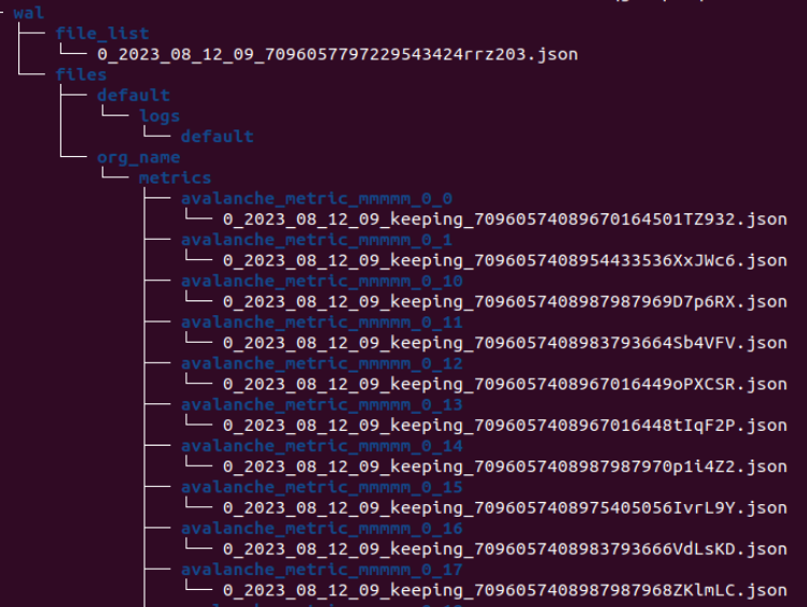 wal
file_list
0_2023_08_12_09_7096057797229543424rrz203.json
files
default
logs
default
org_name
metrics
avalanche_metric_mmmmm_0_0
0_2023_08_12_09_keeping_70960574089670164501TZ932.json
avalanche_metric_mmmmm_0_1
0_2023_08_12_09_keeping_7096057408954433536XxJWc6.json
avalanche_metric_mmmmm_0_10
0_2023_08_12_09_keeping_7096057408987987969D7p6RX.json
avalanche_metric_mmmmm_0_11
0_2023_08_12_09_keeping_7096057408983793664Sb4VFV.json
avalanche_metric_mmmmm_0_12
0_2023_08_12_09_keeping_7096057408967016449oPXCSR.json
avalanche_metric_mmmmm_0_13
0_2023_08_12_09_keeping_7096057408967016448tIqF2P.json
avalanche_metric_mmmmm_0_14
0_2023_08_12_09_keeping_7096057408987987970p1i4Z2.json
avalanche_metric_mmmmm_0_15
0_2023_08_12_09_keeping_7096057408975405056IvrL9Y.json
avalanche_metric_mmmmm_0_16
0_2023_08_12_09_keeping_7096057408983793666VdLsKD.json
avalanche_metric_mmmmm_0_17
0_2023_08_12_09_keeping_7096057408987987968ZKlmLC.json